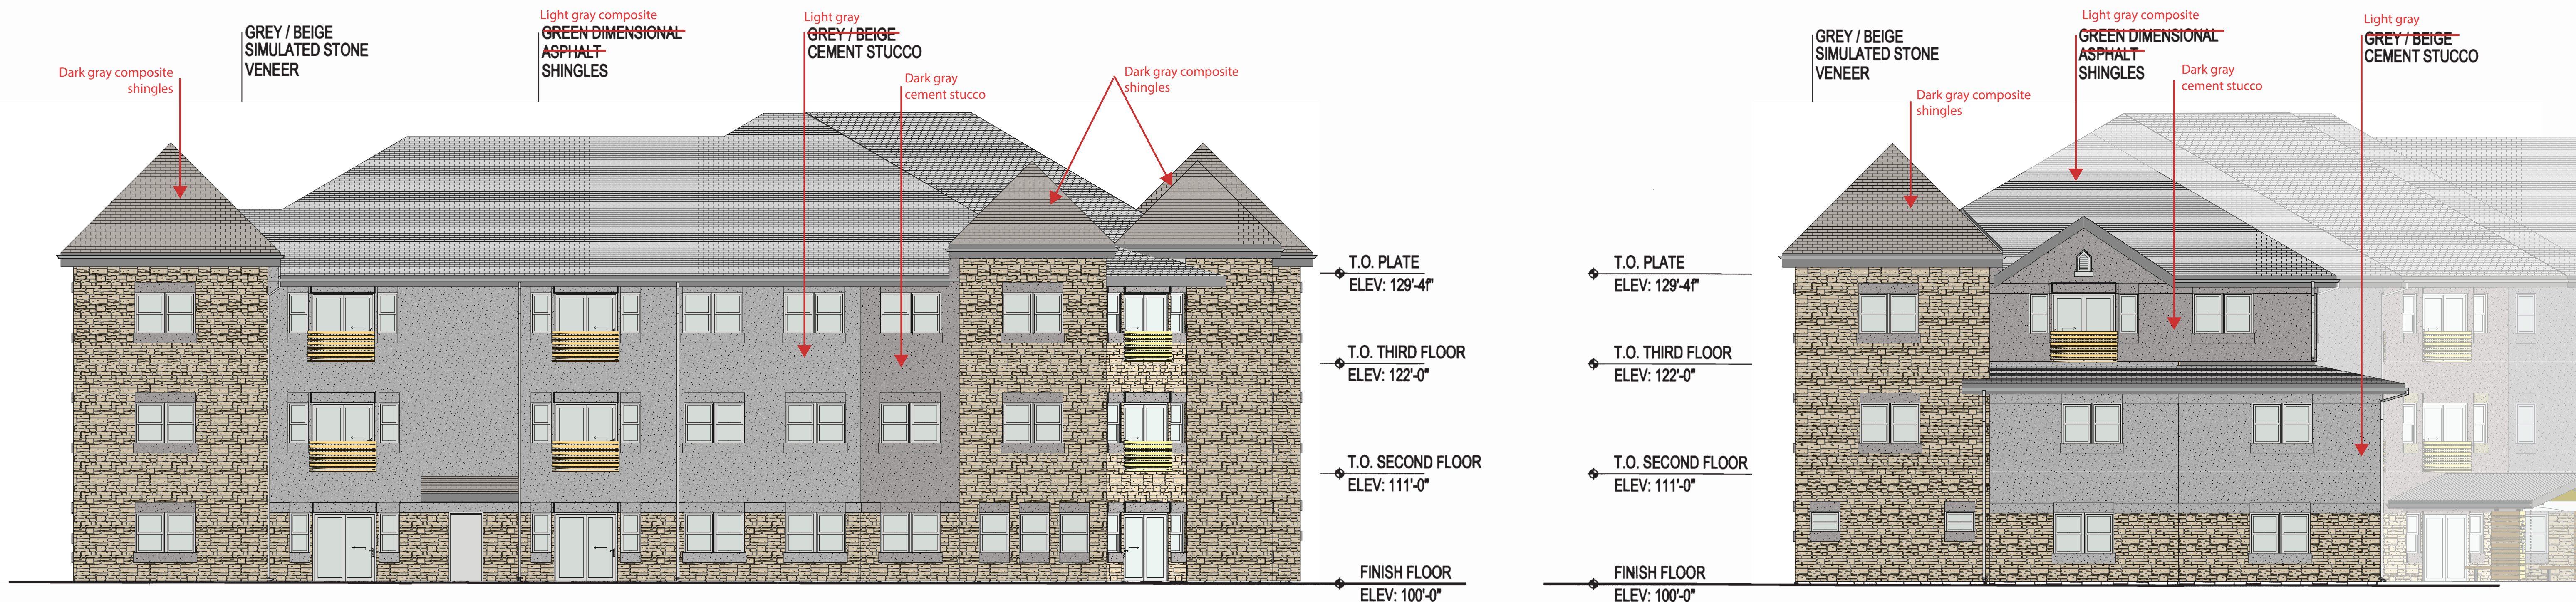 Dark gray composite
shingles
GREY / BEIGE
SIMULATED STONE
VENEER
Light gray composite
GREEN DIMENSIONAL
ASPHALT
SHINGLES
Light gray
GREY / BEIGE
CEMENT STUCCO
Dark gray
cement stucco
Dark gray composite
shingles
T.O. PLATE
ELEV: 129'-4f"
T.O. THIRD FLOOR
ELEV: 122'-0"
T.O. SECOND FLOOR
ELEV: 111'-0"
FINISH FLOOR
ELEV: 100'-0"
T.O. PLATE
ELEV: 129'-4f"
T.O. THIRD FLOOR
ELEV: 122'-0"
T.O. SECOND FLOOR
ELEV: 111'-0"
FINISH FLOOR
ELEV: 100'-0"
GREY / BEIGE
SIMULATED STONE
VENEER
Dark gray composite
shingles
Light gray composite
GREEN DIMENSIONAL
ASPHALT
SHINGLES
Dark gray
cement stucco
Light gray
GREY / BEIGE
CEMENT STUCCO